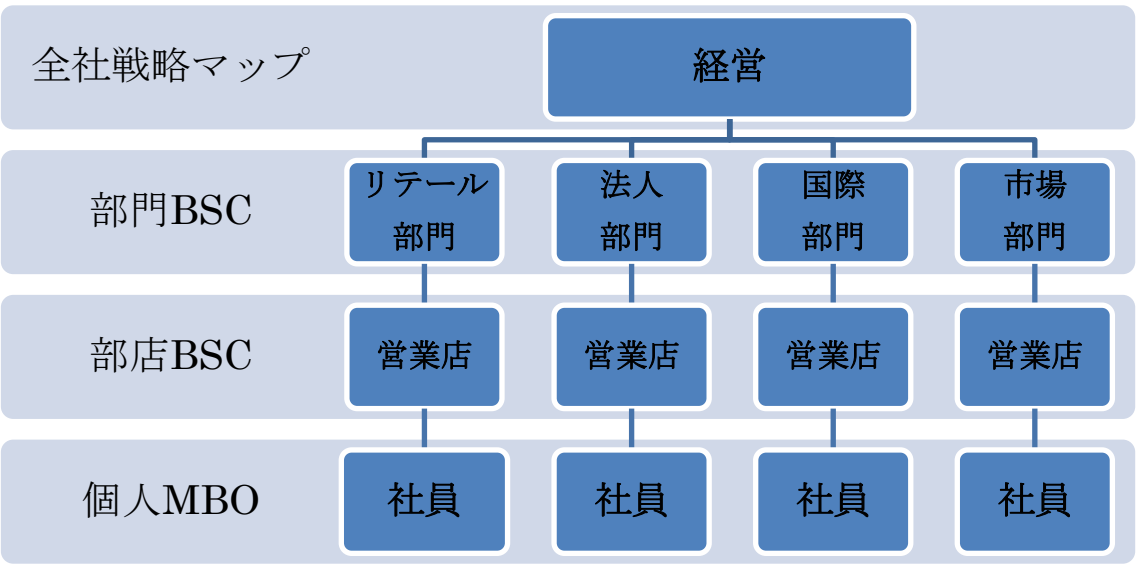 全社戦略マップ
経営
部門BSC
リテール
部門
法人
部門
国際
部門
市場
部門
部店BSC
営業店
営業店
営業店
営業店
個人MBO
社員
社員
社員
社員